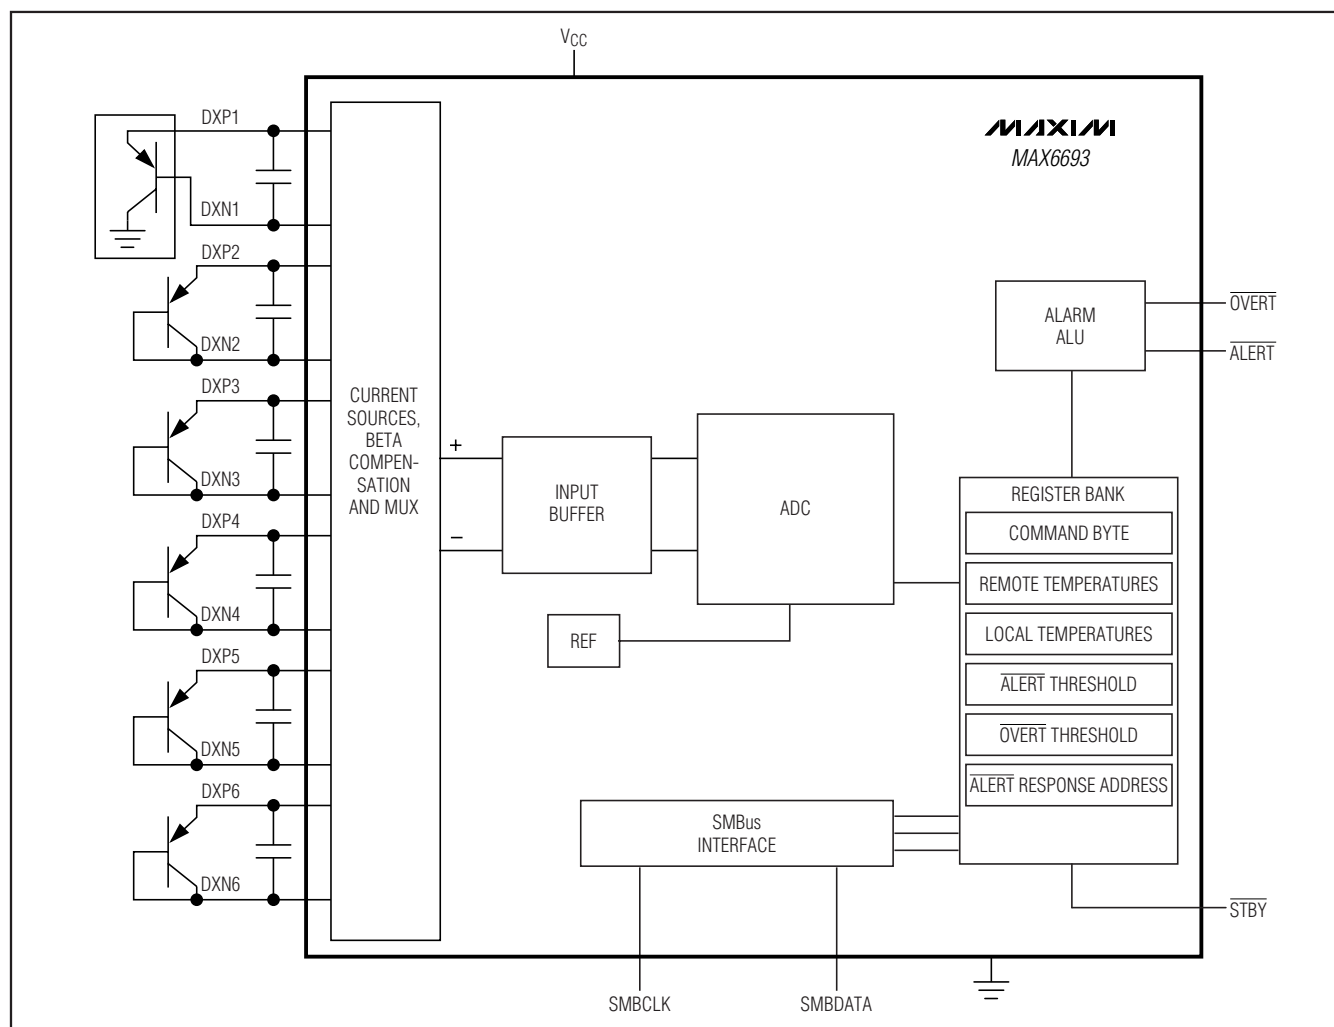 VCC
MAXIM
MAX6693
DXP1
DXN1
DXP2
DXN2
DXP3
DXN3
DXP4
DXN4
DXP5
DXN5
DXP6
DXN6
CURRENT
SOURCES,
BETA
COMPEN-
SATION
AND MUX
+
−
INPUT
BUFFER
ADC
REF
ALARM
ALU
OVERT
ALERT
REGISTER BANK
COMMAND BYTE
REMOTE TEMPERATURES
LOCAL TEMPERATURES
ALERT THRESHOLD
OVERT THRESHOLD
ALERT RESPONSE ADDRESS
SMBus
INTERFACE
STBY
SMBCLK
SMBDATA